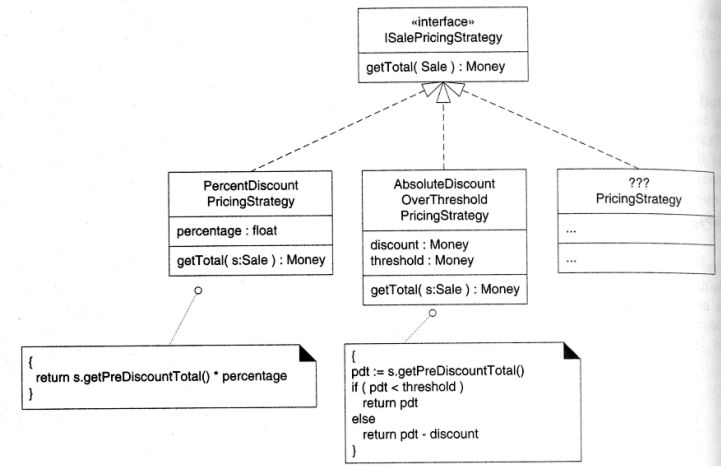 «interface»
ISalePricingStrategy
getTotal( Sale ) : Money
PercentDiscount
PricingStrategy
percentage : float
getTotal( s:Sale ) : Money
AbsoluteDiscount
OverThreshold
PricingStrategy
discount : Money
threshold : Money
getTotal( s:Sale ) : Money
???
PricingStrategy
...
...
{
return s.getPreDiscountTotal() * percentage
}
{
pdt := s.getPreDiscountTotal()
if ( pdt < threshold )
return pdt
else
return pdt - discount
}